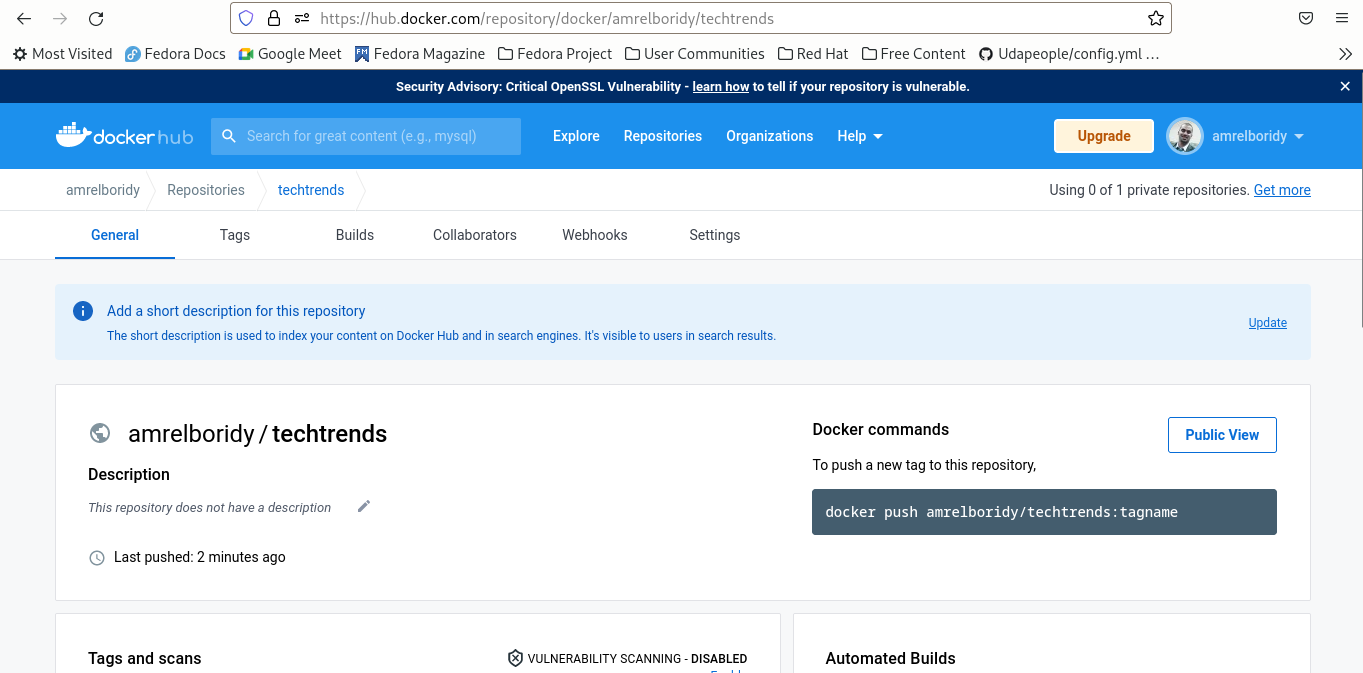 https://hub.docker.com/repository/docker/amrelboridy/techtrends
Most Visited Fedora Docs Google Meet Fedora Magazine Fedora Project User Communities Red Hat Free Content Udapeople/config.yml ...
Security Advisory: Critical OpenSSL Vulnerability - learn how to tell if your repository is vulnerable.
docker hub Search for great content (e.g., mysql) Explore Repositories Organizations Help Upgrade amrelboridy
amrelboridy Repositories techtrends Using 0 of 1 private repositories. Get more
General Tags Builds Collaborators Webhooks Settings
Add a short description for this repository
The short description is used to index your content on Docker Hub and in search engines. It's visible to users in search results.
Update
amrelboridy / techtrends
Description
This repository does not have a description
Last pushed: 2 minutes ago
Docker commands
Public View
To push a new tag to this repository,
docker push amrelboridy/techtrends:tagname
Tags and scans
VULNERABILITY SCANNING - DISABLED
Automated Builds